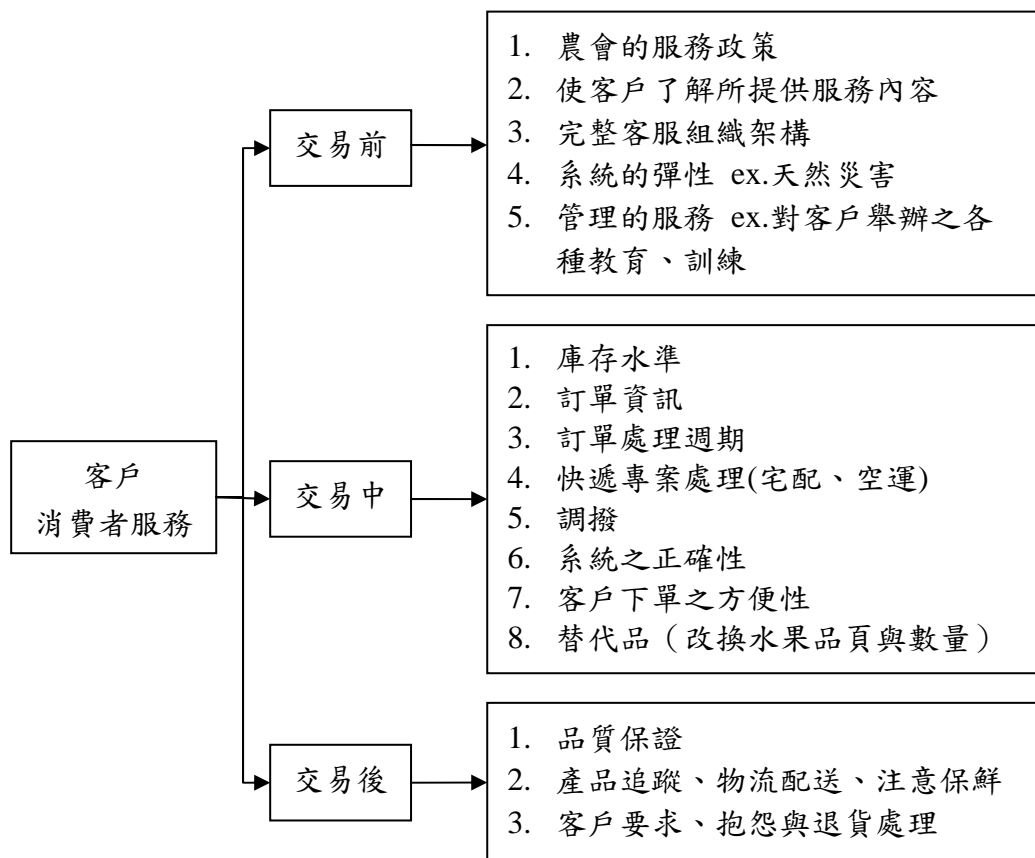 1. 農會的服務政策
2. 使客戶了解所提供服務內容
3. 完整客服組織架構
4. 系統的彈性 ex.天然災害
5. 管理的服務 ex.對客戶舉辦之各
種教育、訓練
交易前
1. 庫存水準
2. 訂單資訊
3. 訂單處理週期
4. 快遞專案處理(宅配、空運)
5. 調撥
6. 系統之正確性
7. 客戶下單之方便性
8. 替代品（改換水果品頁與數量）
客戶
消費者服務
交易中
1. 品質保證
2. 產品追蹤、物流配送、注意保鮮
3. 客戶要求、抱怨與退貨處理
交易後